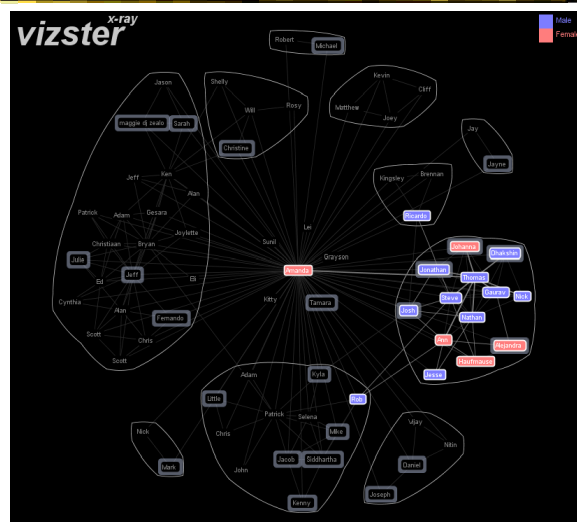 x-ray
vizster
Male
Female
Robert
Michael
Kevin
Cliff
Matthew
Joey
Jason
Shelly
Will
Rosy
maggie dj zealo
Sarah
Christine
Jay
Jayne
Jeff
Ken
Alan
Kingsley
Brennan
Ricardo
Patrick
Adam
Gesara
Joyletta
Christiaan
Bryan
Lei
Sunil
Grayson
Julie
Jeff
Ed
Eli
Amanda
Johanna
Dhakshin
Jonathan
Thomas
Steve
Daurav
Nick
Cynthia
Alan
Fernando
Kitty
Tamara
Josh
Nathan
Scott
Chris
Scott
Ann
Alejandra
Haufmause
Jesse
Adam
Kyle
Little
Rob
Patrick
Selena
Chris
Mike
John
Jacob
Siddhartha
Kenny
Nick
Mark
Vijay
Nitin
Daniel
Joseph